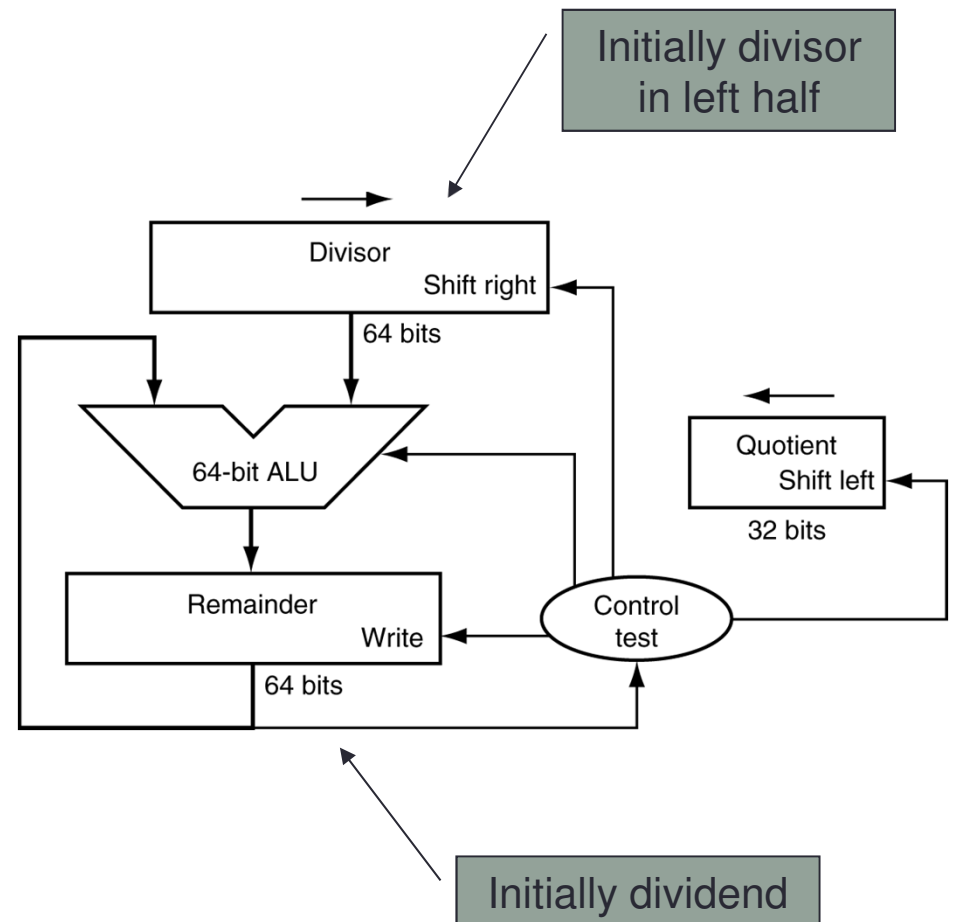 Initially divisor
in left half
Divisor
Shift right
64 bits
64-bit ALU
Quotient
Shift left
32 bits
Remainder
Write
Control
test
64 bits
Initially dividend